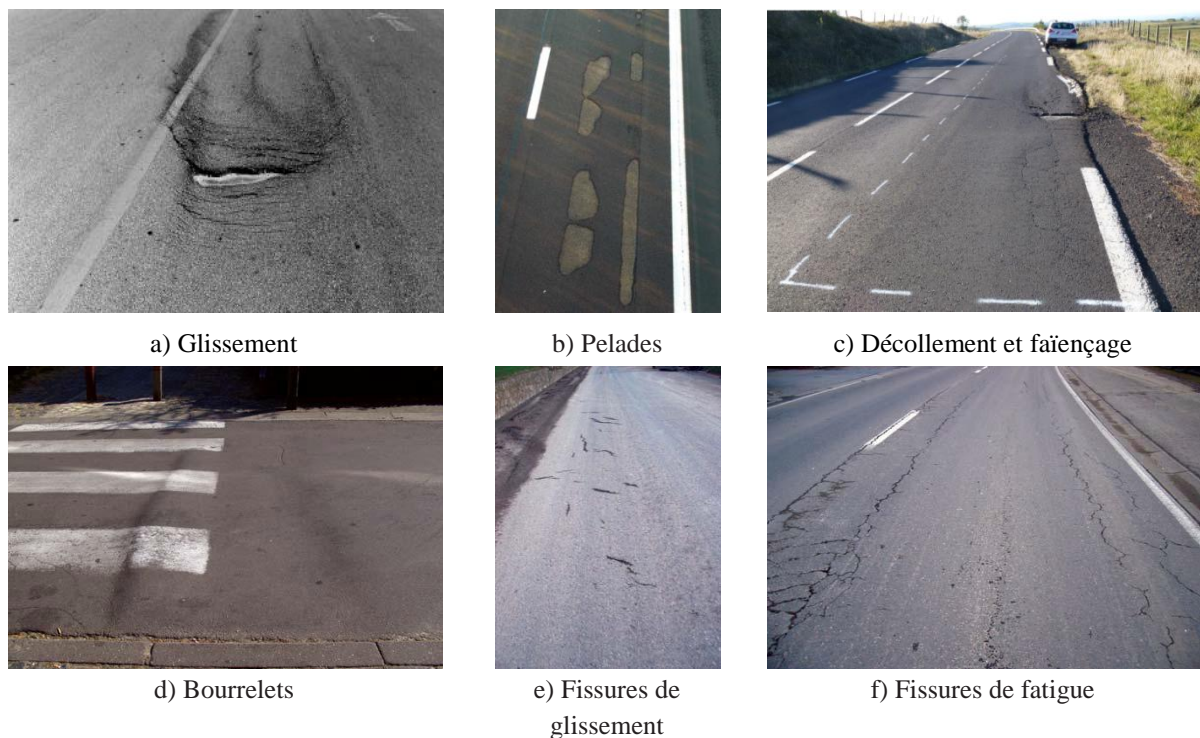 a) Glissement
b) Pelades
c) Décollement et faïençage
d) Bourrelets
e) Fissures de
glissement
f) Fissures de fatigue